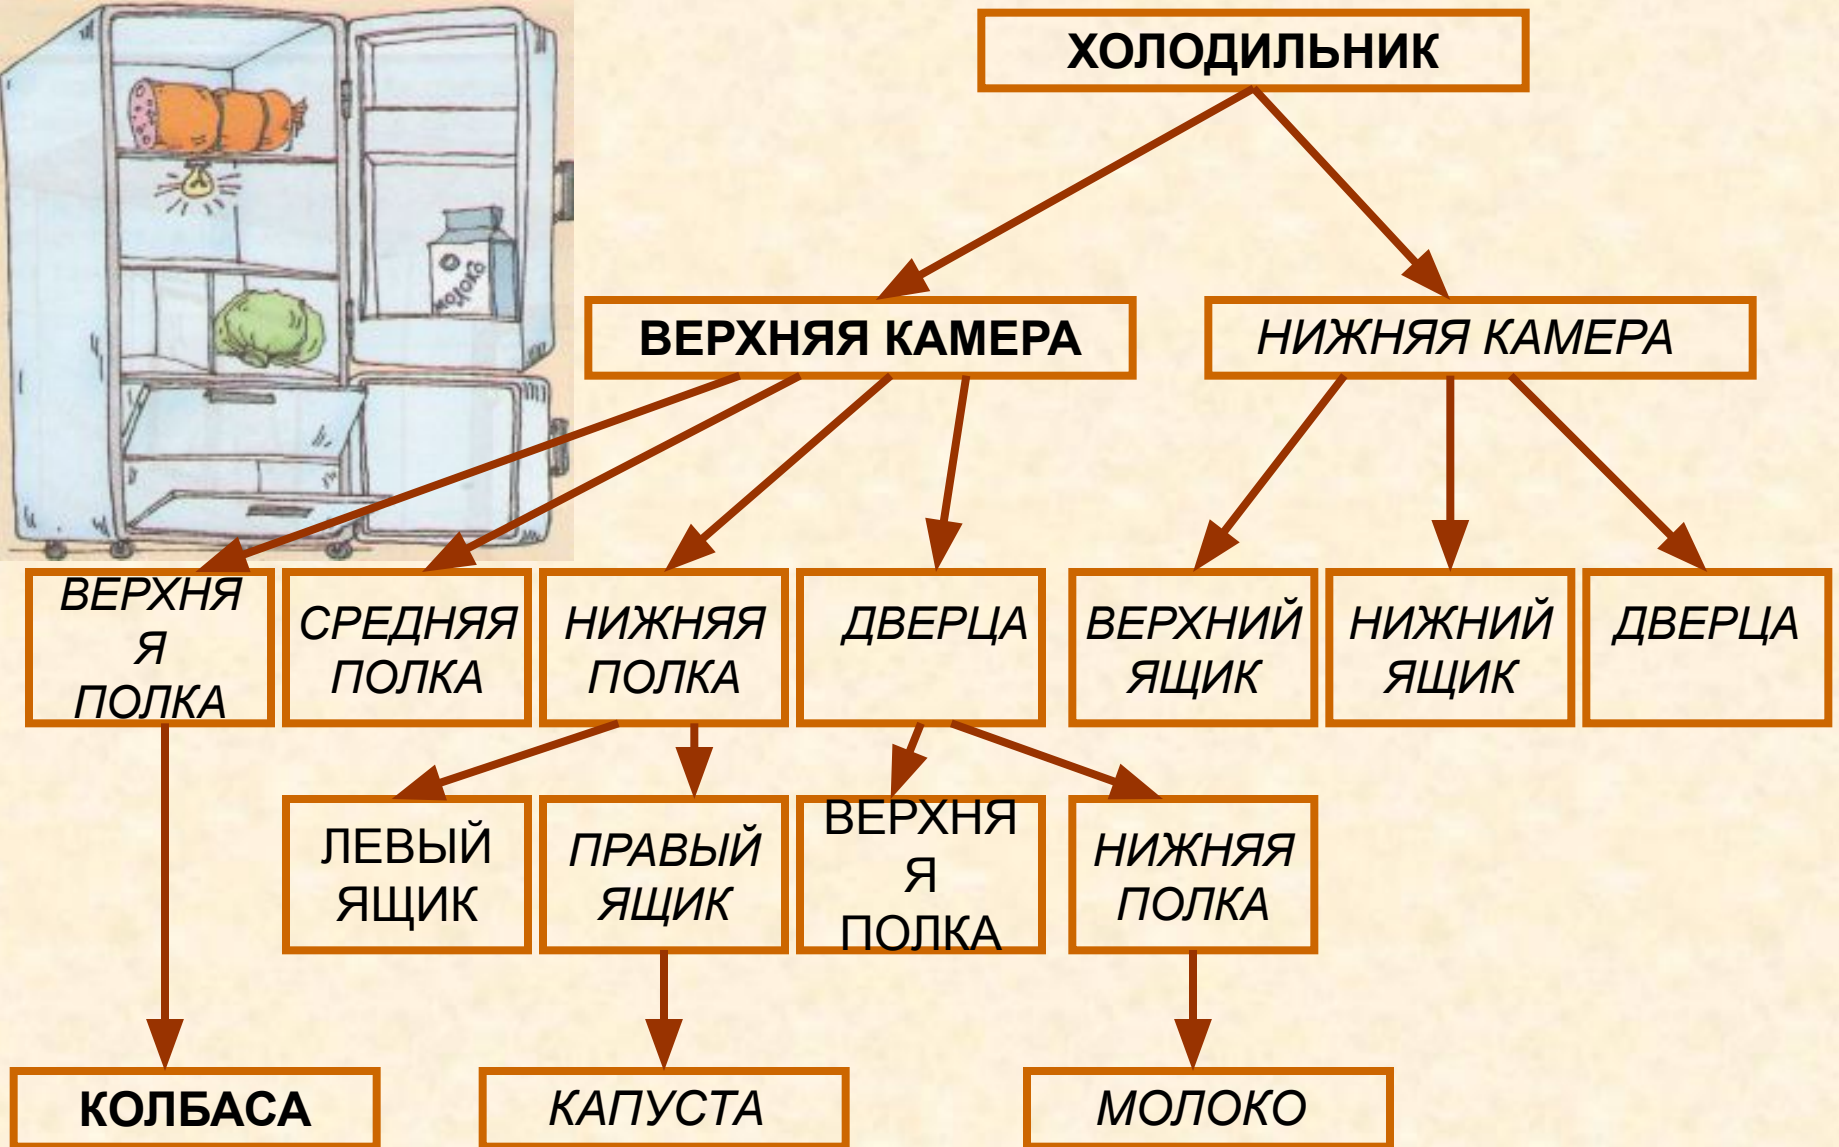 ХОЛОДИЛЬНИК
молоко
ВЕРХНЯЯ КАМЕРА
НИЖНЯЯ КАМЕРА
ВЕРХНЯ
Я
ПОЛКА
СРЕДНЯЯ
ПОЛКА
НИЖНЯЯ
ПОЛКА
ДВЕРЦА
ВЕРХНИЙ
ЯЩИК
НИЖНИЙ
ЯЩИК
ДВЕРЦА
ЛЕВЫЙ
ЯЩИК
ПРАВЫЙ
ЯЩИК
ВЕРХНЯ
Я
ПОЛКА
НИЖНЯЯ
ПОЛКА
КОЛБАСА
КАПУСТА
МОЛОКО